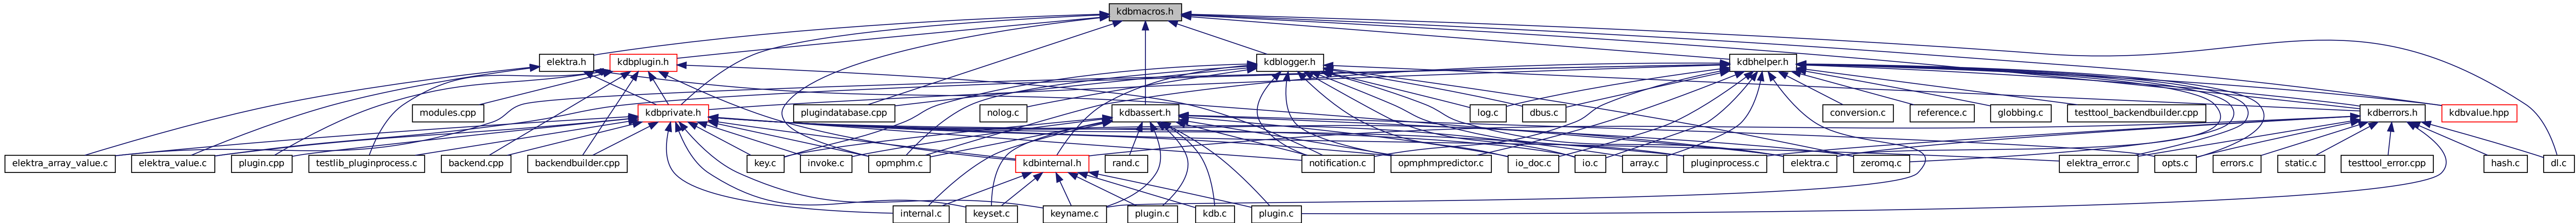 kdbmacros.h
elektra.h
kdbplugin.h
kdblogger.h
kdbhelper.h
modules.cpp
kdbprivate.h
plugindatabase.cpp
nolog.c
kdbassert.h
log.c
dbus.c
conversion.c
reference.c
globbing.c
testtool_backendbuilder.cpp
kdberrors.h
kdbvalue.hpp
elektra_array_value.c
elektra_value.c
plugin.cpp
testlib_pluginprocess.c
backend.cpp
backendbuilder.cpp
key.c
invoke.c
opmphm.c
kdbinternal.h
rand.c
notification.c
opmphmpredictor.c
io_doc.c
io.c
array.c
pluginprocess.c
elektra.c
zeromq.c
elektra_error.c
opts.c
errors.c
static.c
testtool_error.cpp
hash.c
dl.c
internal.c
keyset.c
keyname.c
plugin.c
kdb.c
plugin.c